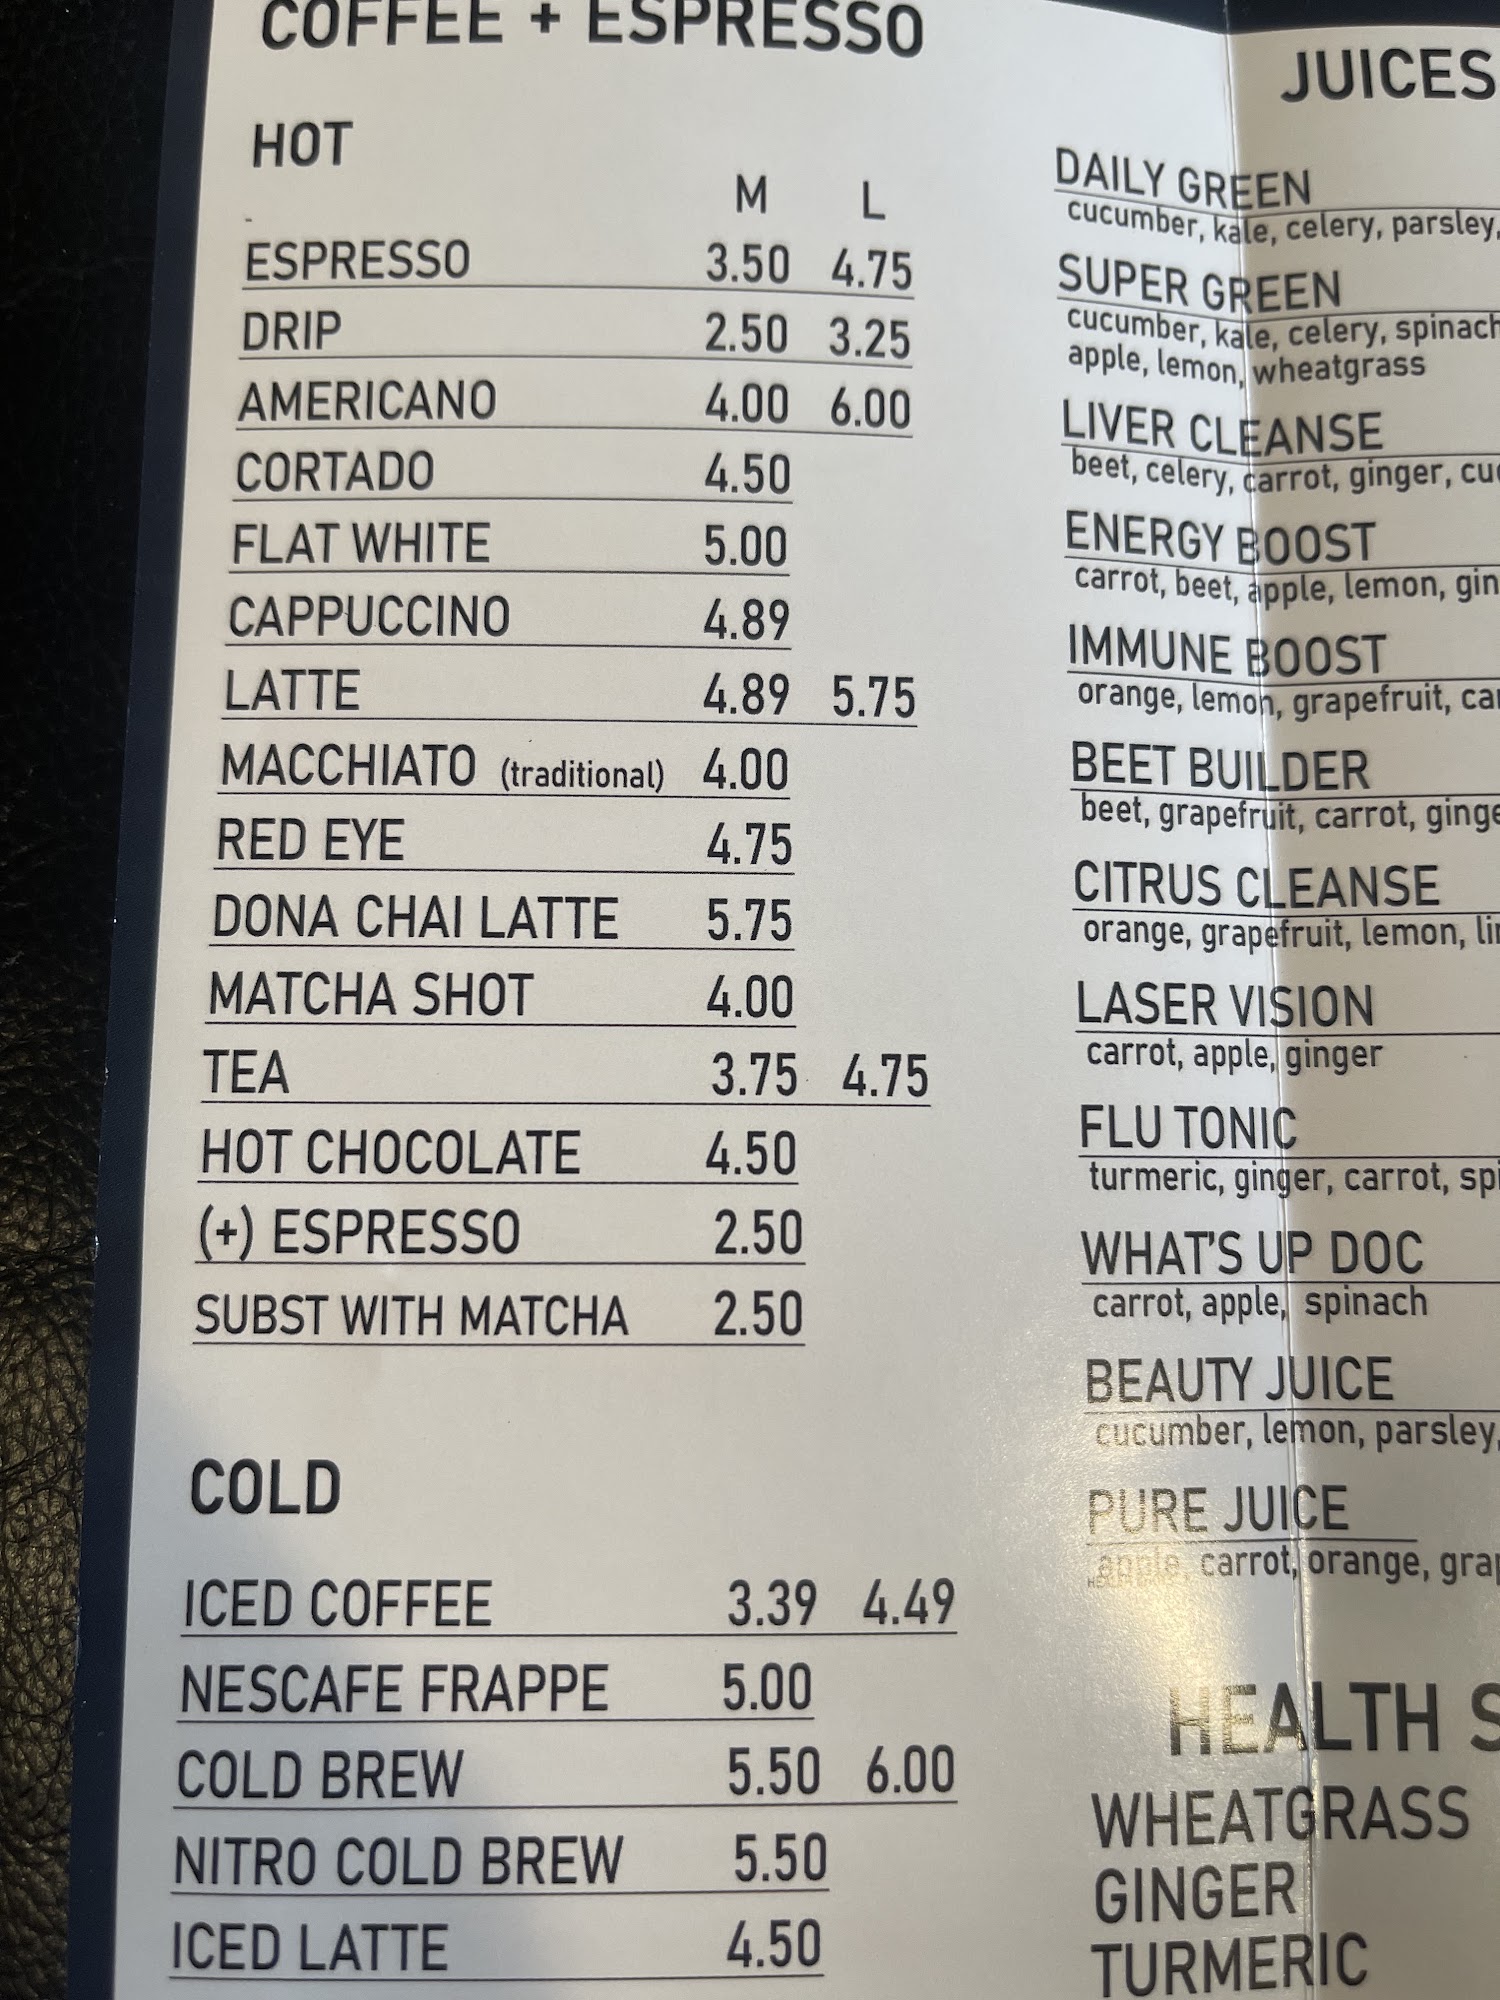 COFFEE + ESPRESSO
HOT
M L
ESPRESSO 3.50 4.75
DRIP 2.50 3.25
AMERICANO 4.00 6.00
CORTADO 4.50
FLAT WHITE 5.00
CAPPUCCINO 4.89
LATTE 4.89 5.75
MACCHIATO (traditional) 4.00
RED EYE 4.75
DONA CHAI LATTE 5.75
MATCHA SHOT 4.00
TEA 3.75 4.75
HOT CHOCOLATE 4.50
(+) ESPRESSO 2.50
SUBST WITH MATCHA 2.50
COLD
ICED COFFEE 3.39 4.49
NESCAFE FRAPPE 5.00
COLD BREW 5.50 6.00
NITRO COLD BREW 5.50
ICED LATTE 4.50
JUICES
DAILY GREEN
cucumber, kale, celery, parsley,
SUPER GREEN
cucumber, kale, celery, spinach
apple, lemon, wheatgrass
LIVER CLEANSE
beet, celery, carrot, ginger,
ENERGY BOOST
carrot, beet, apple, lemon,
IMMUNE BOOST
orange, lemon, grapefruit,
BEET BUILDER
beet, grapefruit, carrot,
CITRUS CLEANSE
orange, grapefruit, lemon,
LASER VISION
carrot, apple, ginger
FLU TONIC
turmeric, ginger, carrot,
WHAT'S UP DOC
carrot, apple, spinach
BEAUTY JUICE
cucumber, lemon, parsley,
PURE JUICE
apple, carrot, orange,
HEALTH
WHEATGRASS
GINGER
TURMERIC